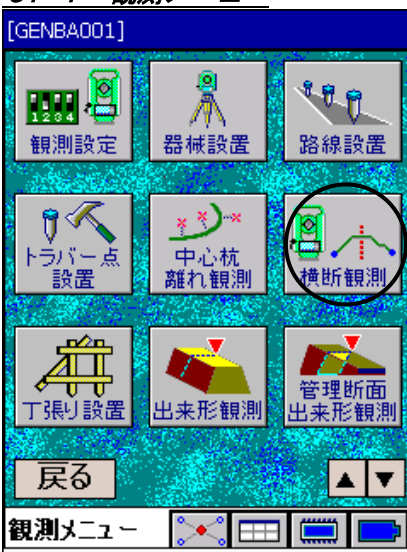 [GENBA001]
1234
観測設定
器械設置
路線設置
トラバー点
設置
中心杭
離れ観測
横断観測
丁張り設置
出来形観測
管理断面
出来形観測
戻る
▲ ▼
観測メニュー